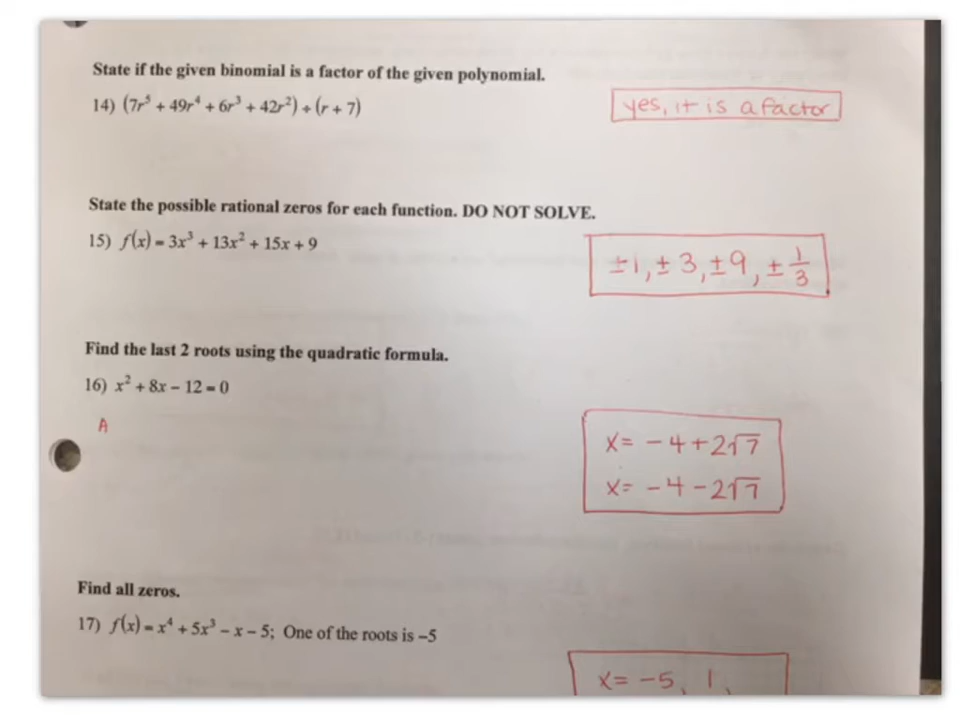 State if the given binomial is a factor of the given polynomial.
14) (7r⁵ + 49r⁴ + 6r³ + 42r²) ÷ (r + 7)
yes, it is a factor
State the possible rational zeros for each function. DO NOT SOLVE.
15) f(x) = 3x³ + 13x² + 15x + 9
±1, ±3, ±9, ±1/3
Find the last 2 roots using the quadratic formula.
16) x² + 8x – 12 = 0
A
x= -4+2√7
x= -4-2√7
Find all zeros.
17) f(x) = x⁴ + 5x³ – x – 5; One of the roots is –5
x= -5, 1,